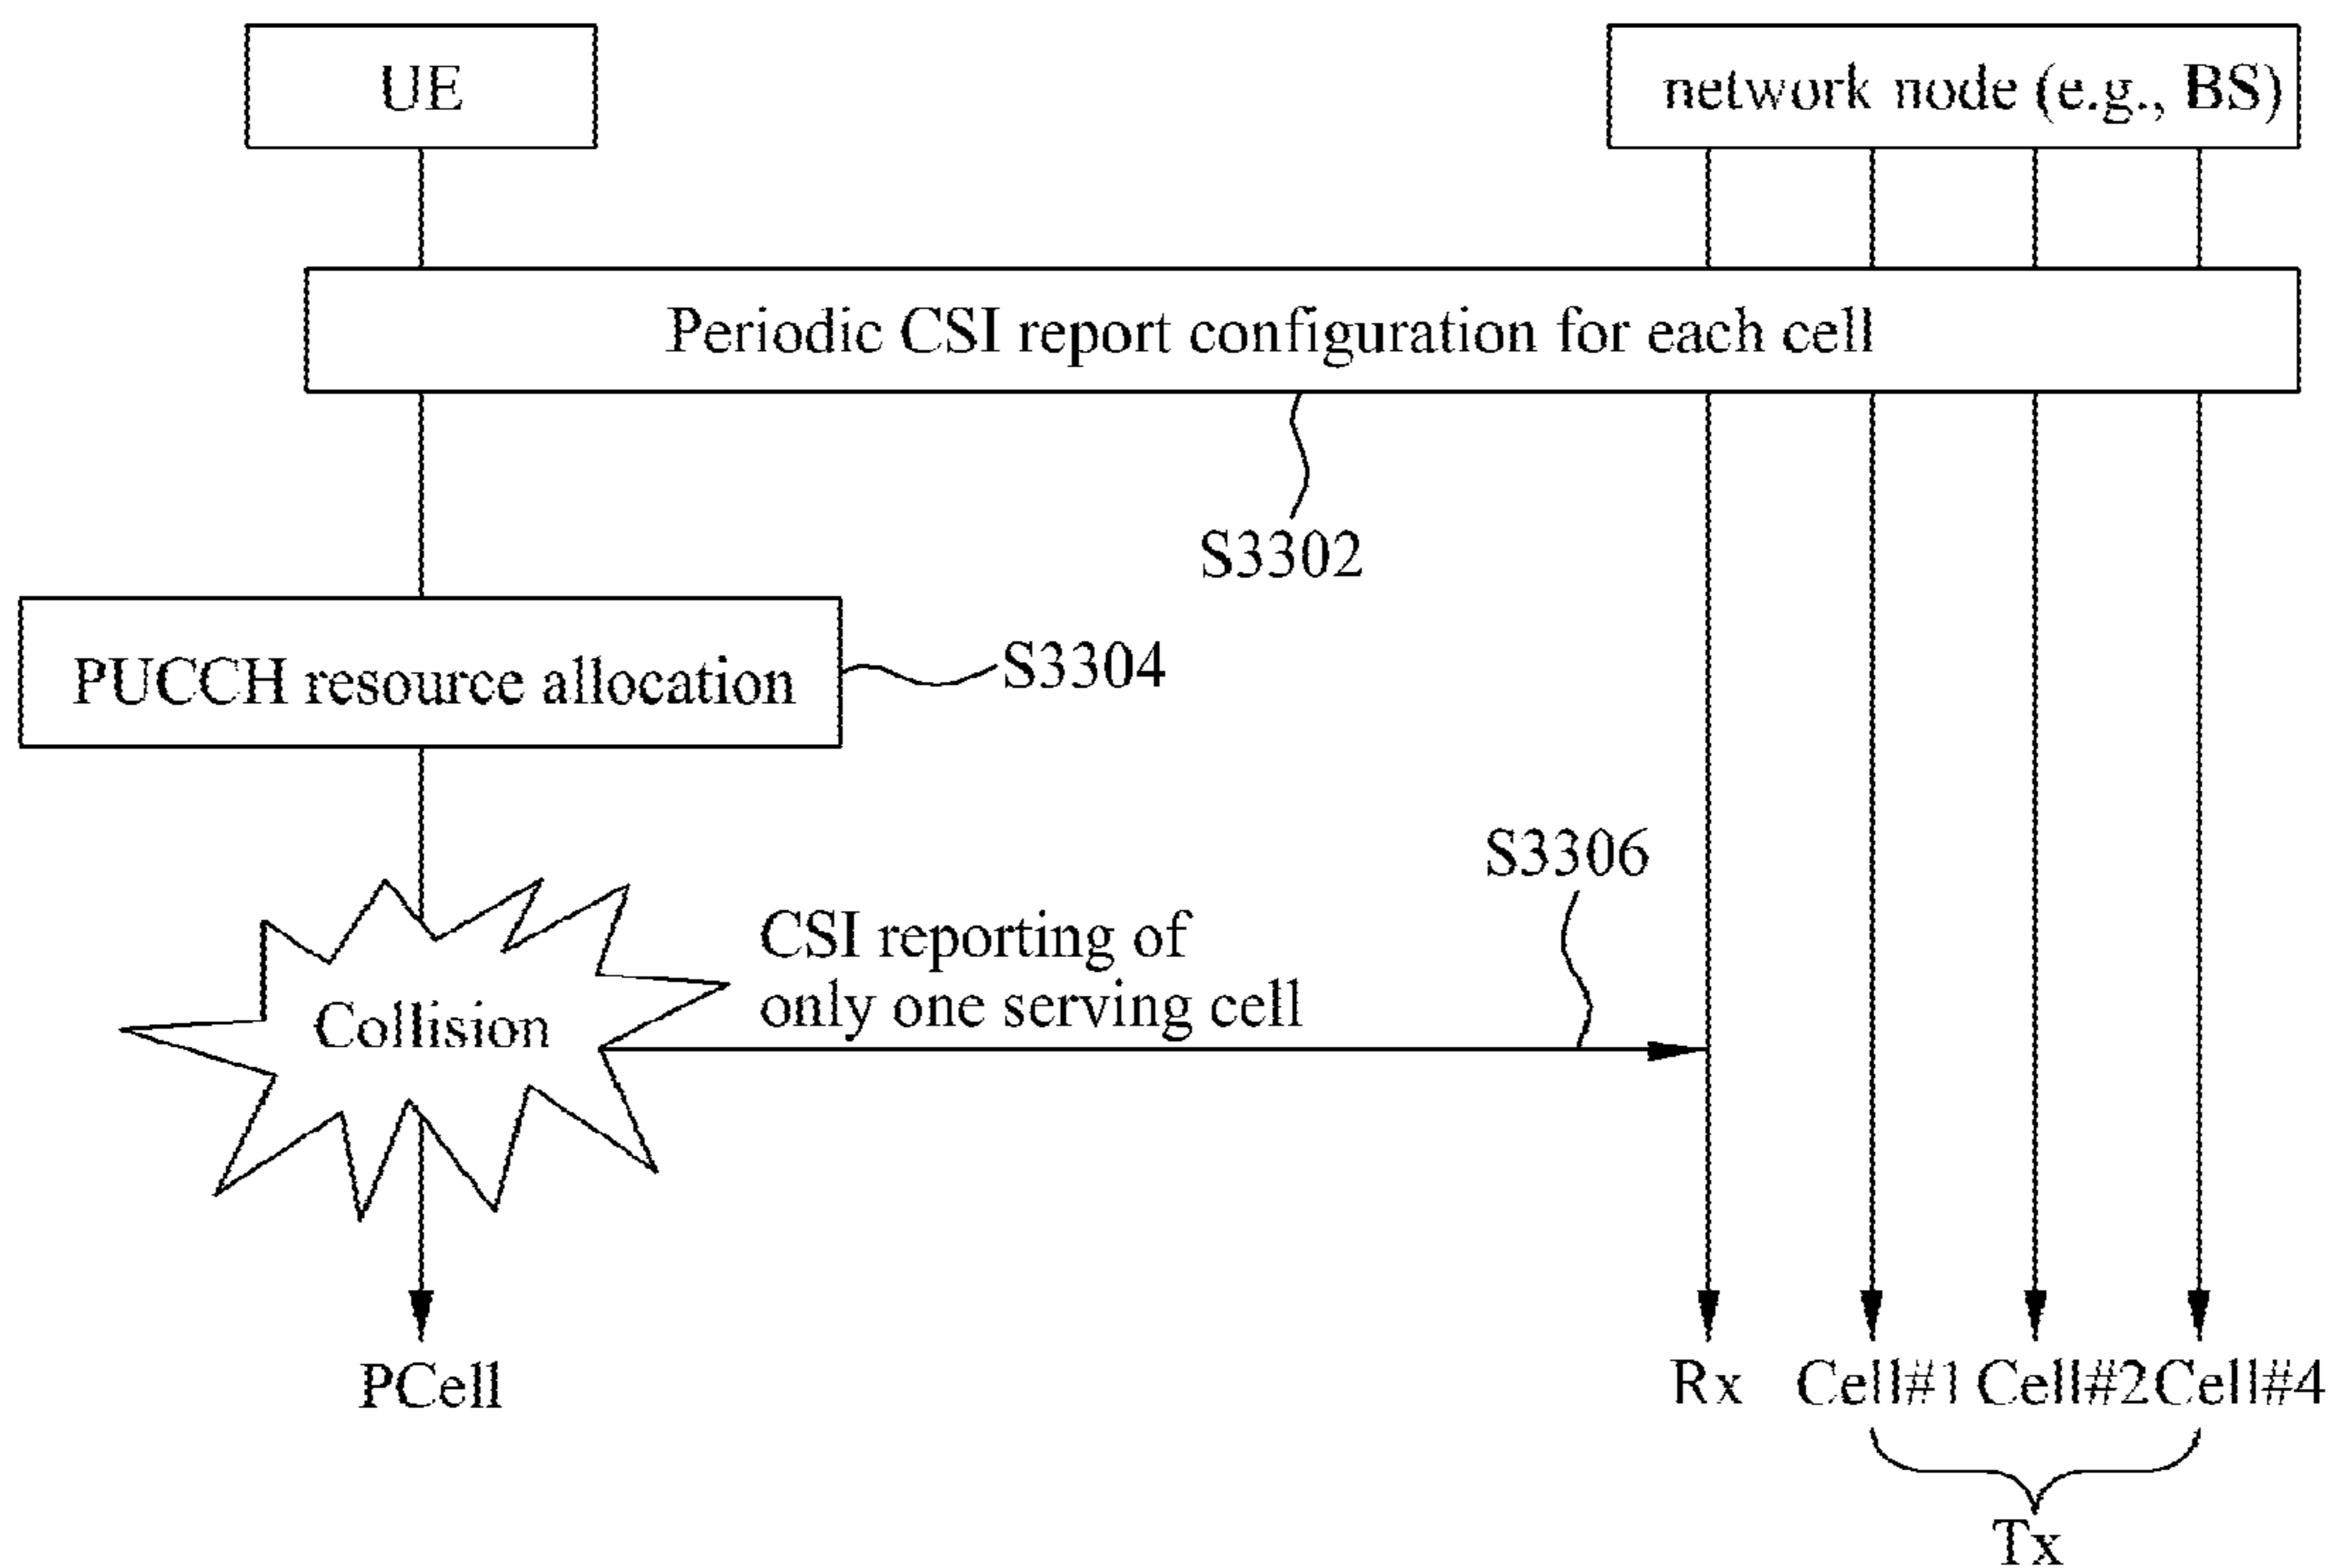 UE
network node (e.g., BS)
Periodic CSI report configuration for each cell
S3302
PUCCH resource allocation
S3304
S3306
CSI reporting of
only one serving cell
Collision
PCell
Rx
Cell#1
Cell#2
Cell#4
Tx